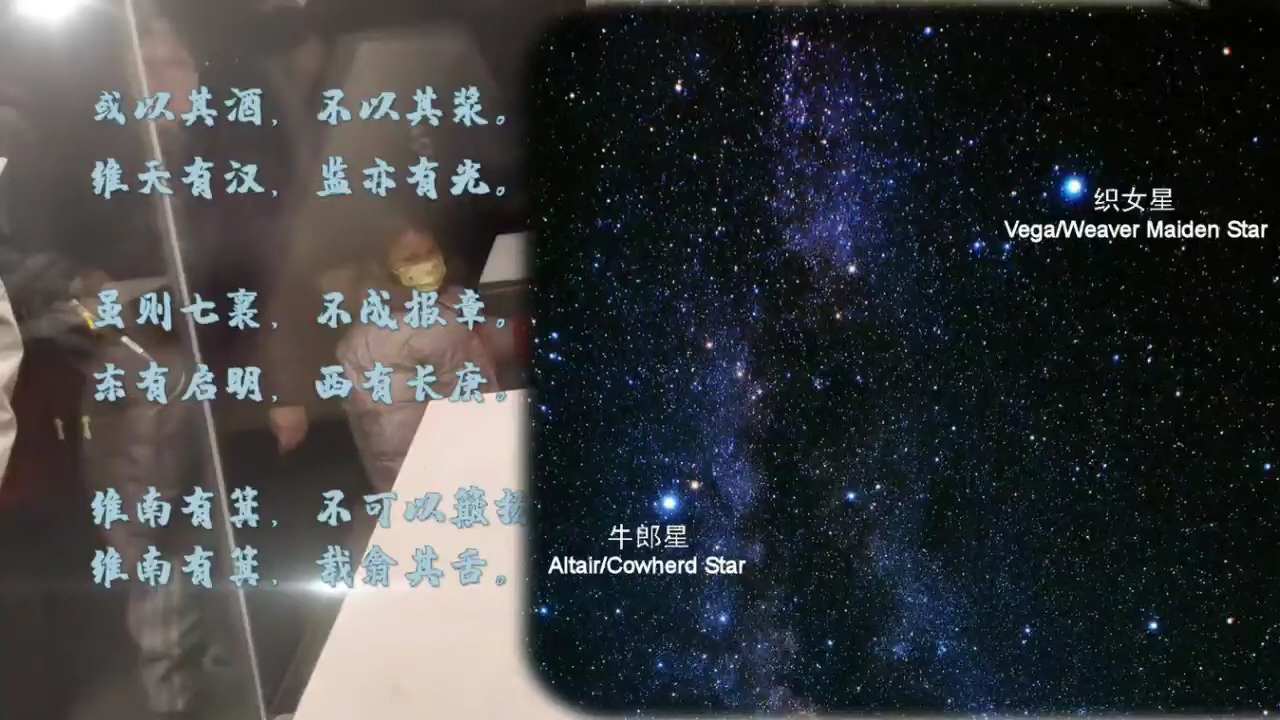 或以其酒，不以其浆。
维天有汉，监亦有光。
虽则七襄，不成报章。
东有启明，西有长庚。
维南有箕，不可以簸扬
维南有箕，载翕其舌。
织女星
Vega/Weaver Maiden Star
牛郎星
Altair/Cowherd Star